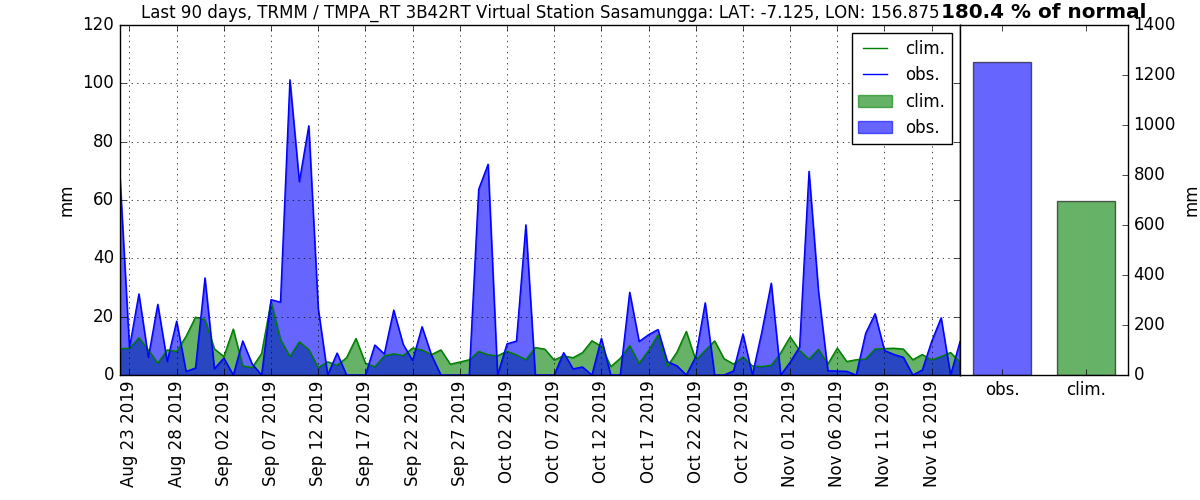 Last 90 days, TRMM / TMPA_RT 3B42RT Virtual Station Sasamungga: LAT: -7.125, LON: 156.875
180.4 % of normal
120
100
80
60
40
20
0
mm
clim.
obs.
clim.
obs.
Aug 23 2019
Aug 28 2019
Sep 02 2019
Sep 07 2019
Sep 12 2019
Sep 17 2019
Sep 22 2019
Sep 27 2019
Oct 02 2019
Oct 07 2019
Oct 12 2019
Oct 17 2019
Oct 22 2019
Oct 27 2019
Nov 01 2019
Nov 06 2019
Nov 11 2019
Nov 16 2019
1400
1200
1000
800
600
400
200
0
mm
obs.
clim.